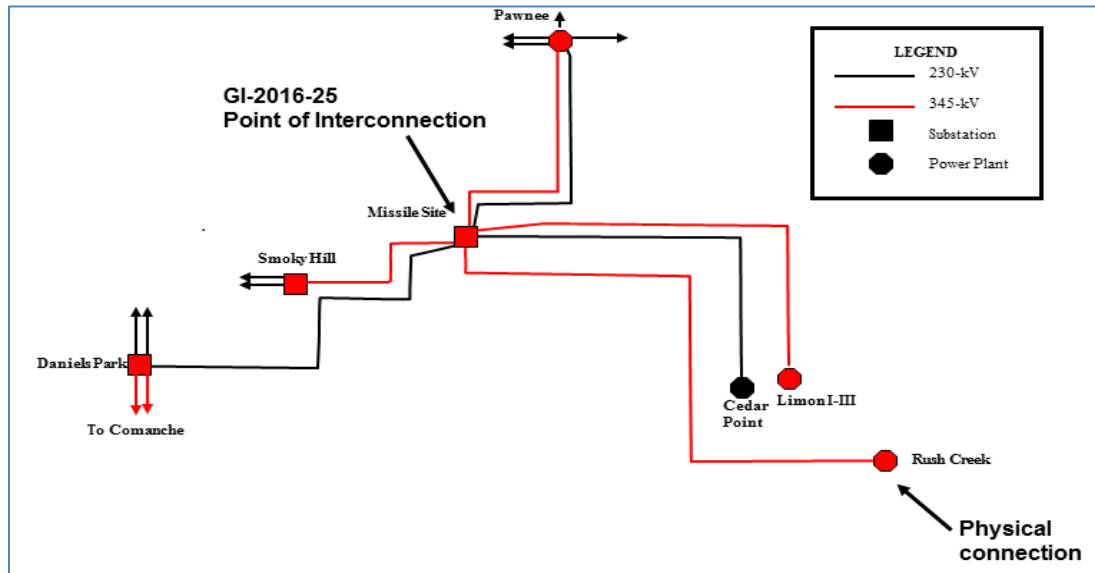 Pawnee
LEGEND
230-kV
345-kV
Substation
Power Plant
GI-2016-25
Point of Interconnection
Missile Site
Smoky Hill
Daniels Park
To Comanche
Cedar
Point
Limon I-III
Rush Creek
Physical
connection